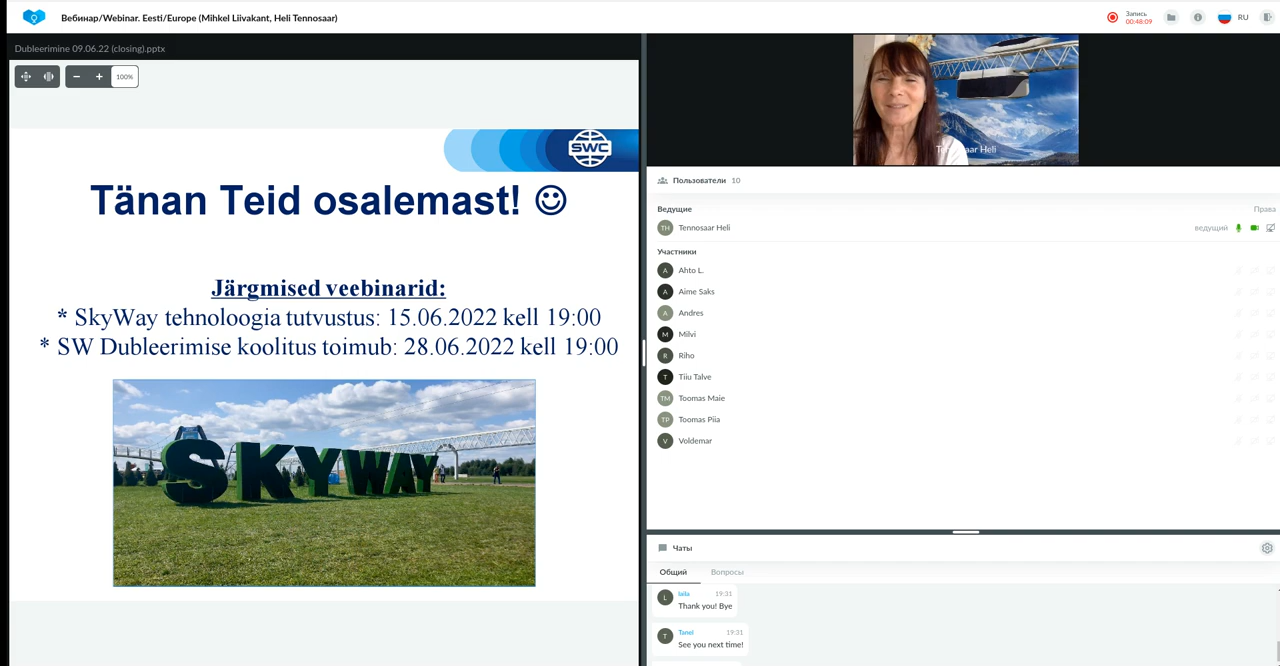 Вебинар/Webinar. Eesti/Europe (Mihkel Liivakant, Heli Tennosaar)
Запись
00:48:09
RU
Dubleerimine 09.06.22 (closing).pptx
100%
SWC
Tänan Teid osalemast! ☺
Järgmised veebinarid:
* SkyWay tehnoloogia tutvustus: 15.06.2022 kell 19:00
* SW Dubleerimise koolitus toimub: 28.06.2022 kell 19:00
SKYWAY
Heli
Пользователи 10
Ведущие Права
TH Tennosaar Heli ведущий
Участники
A Ahto L.
A Aime Saks
A Andres
M Milvi
R Riho
T Tiiu Talve
TM Toomas Maie
TP Toomas Piia
V Voldemar
Чаты
Общий Вопросы
L laila 19:31
Thank you! Bye
T Tanel 19:31
See you next time!